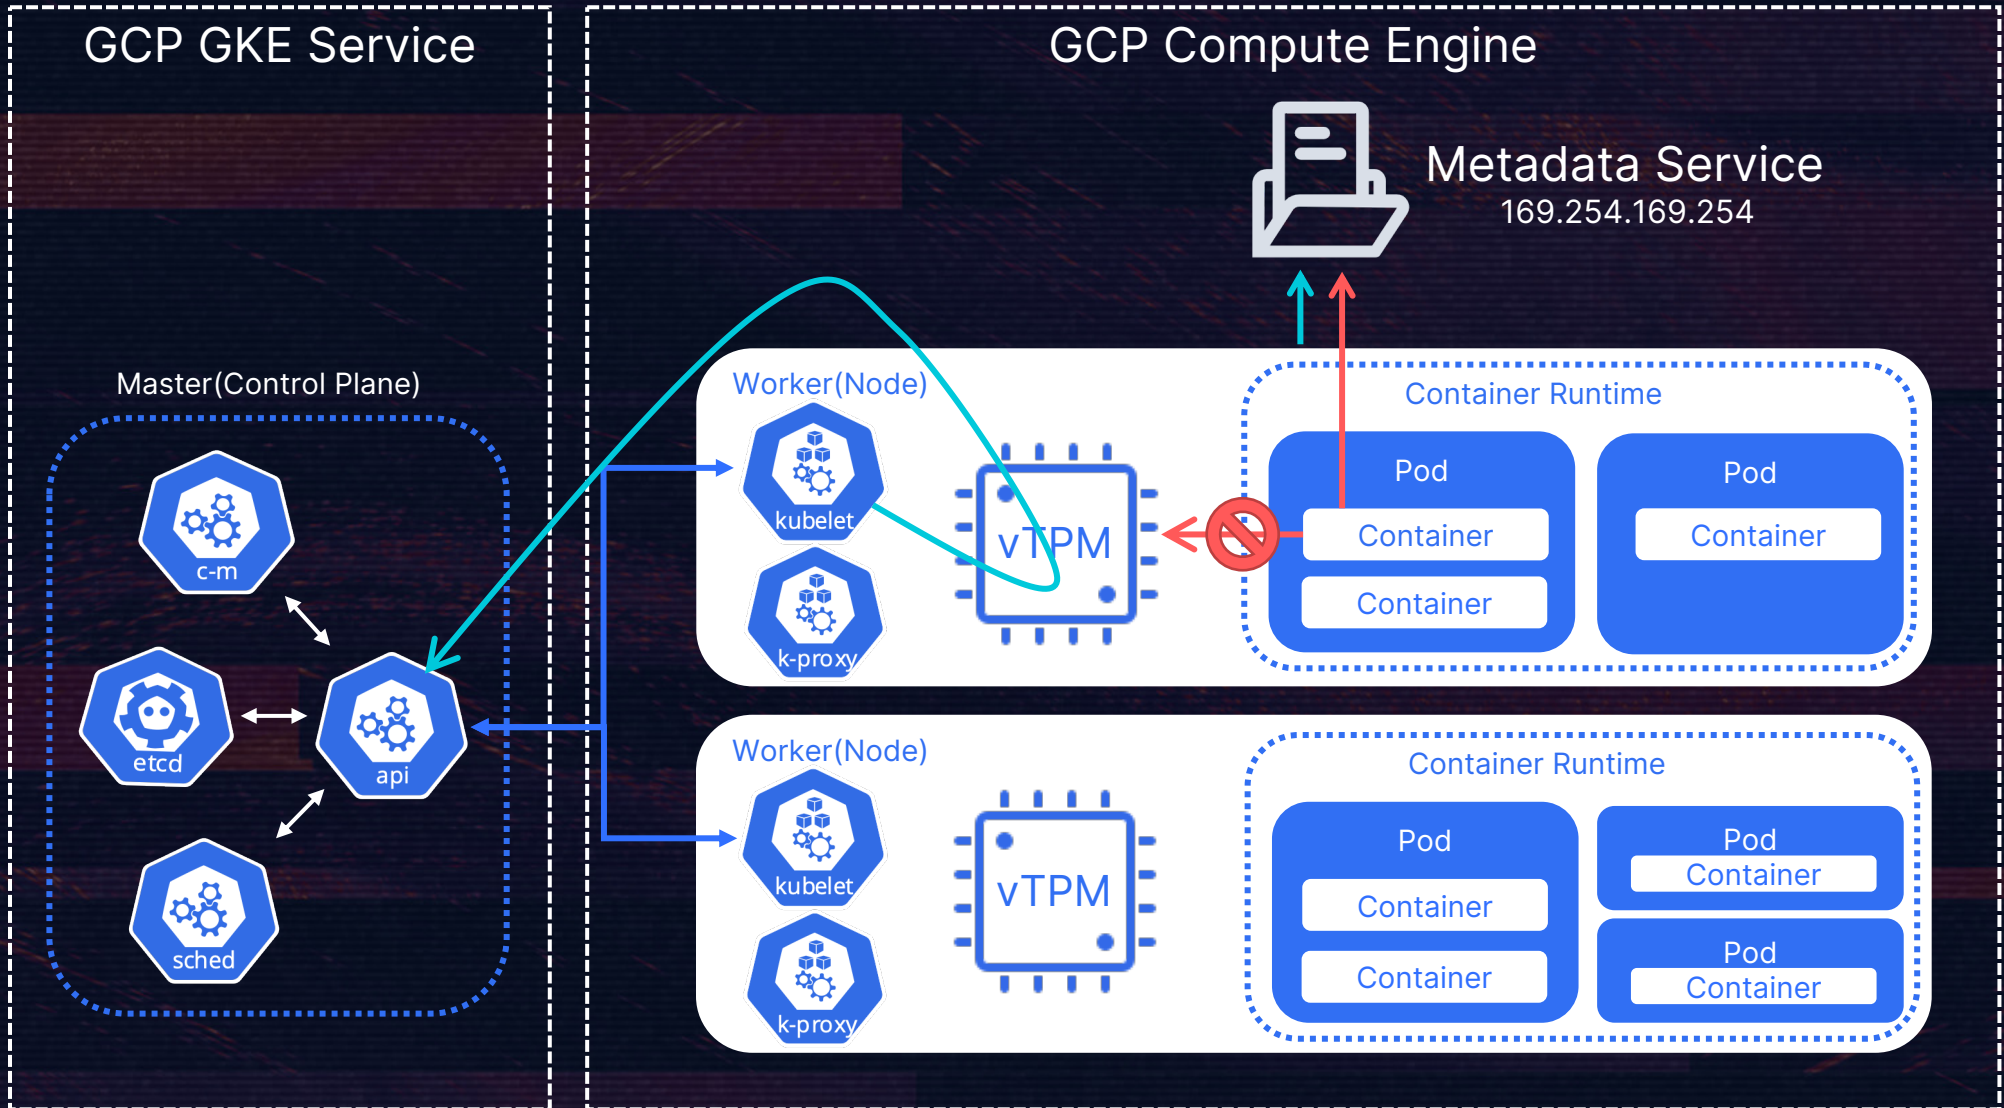 GCP GKE Service
GCP Compute Engine
Metadata Service
169.254.169.254
Master(Control Plane)
c-m
etcd
api
sched
Worker(Node)
kubelet
k-proxy
vTPM
Container Runtime
Pod
Container
Container
Pod
Container
Worker(Node)
kubelet
k-proxy
vTPM
Container Runtime
Pod
Container
Container
Pod
Container
Pod
Container